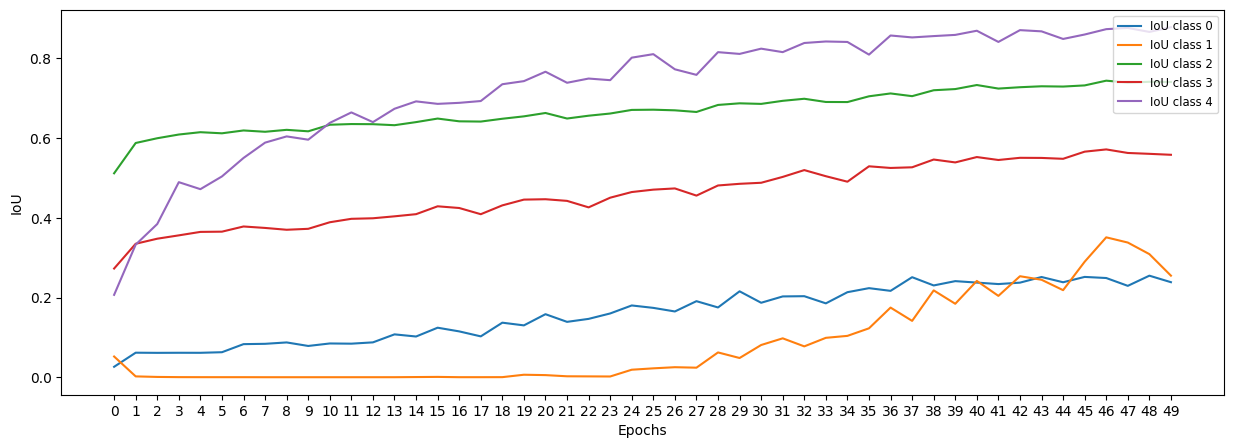 IoU class 0
IoU class 1
IoU class 2
IoU class 3
IoU class 4
0.8
0.6
0.4
0.2
0.0
IoU
0 1 2 3 4 5 6 7 8 9 10 11 12 13 14 15 16 17 18 19 20 21 22 23 24 25 26 27 28 29 30 31 32 33 34 35 36 37 38 39 40 41 42 43 44 45 46 47 48 49
Epochs